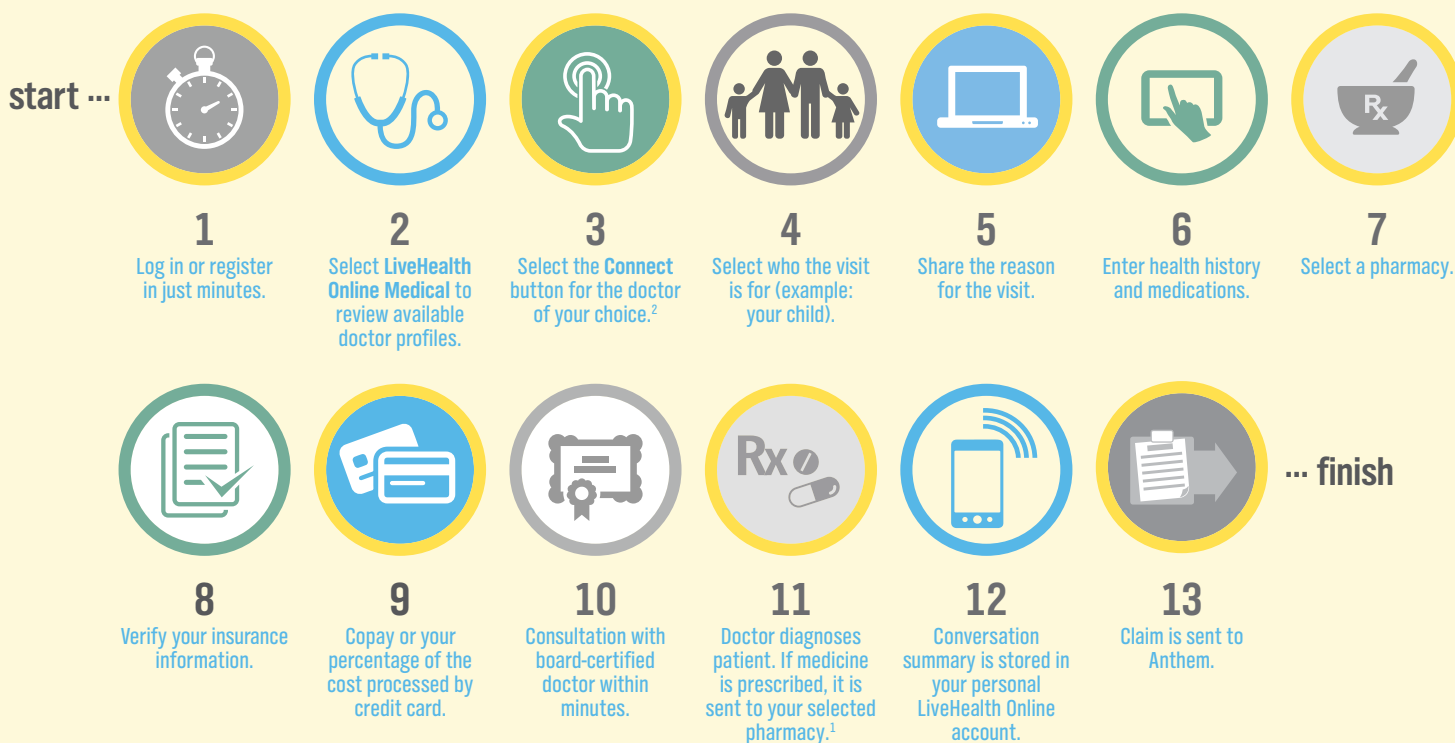 start ...
1
Log in or register
in just minutes.
2
Select LiveHealth
Online Medical to
review available
doctor profiles.
3
Select the Connect
button for the doctor
of your choice.2
4
Select who the visit
is for (example:
your child).
5
Share the reason
for the visit.
6
Enter health history
and medications.
Rx
7
Select a pharmacy.
8
Verify your insurance
information.
9
Copay or your
percentage of the
cost processed by
credit card.
10
Consultation with
board-certified
doctor within
minutes.
Rx
11
Doctor diagnoses
patient. If medicine
is prescribed, it is
sent to your selected
pharmacy.1
12
Conversation
summary is stored in
your personal
LiveHealth Online
account.
13
Claim is sent to
Anthem.
... finish